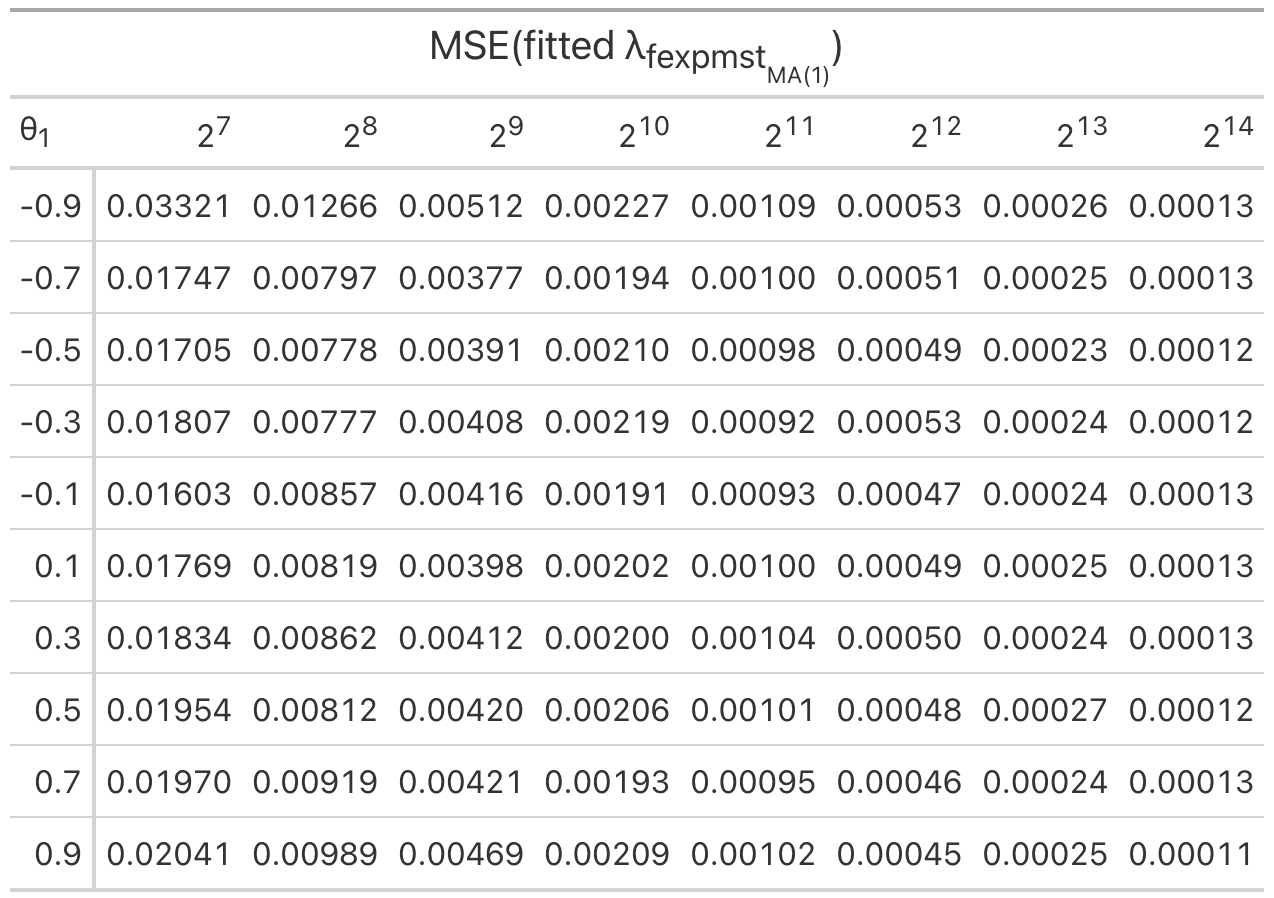 MSE(fitted λfexpmstMA(1))
θ1 2^7 2^8 2^9 2^10 2^11 2^12 2^13 2^14
-0.9 0.03321 0.01266 0.00512 0.00227 0.00109 0.00053 0.00026 0.00013
-0.7 0.01747 0.00797 0.00377 0.00194 0.00100 0.00051 0.00025 0.00013
-0.5 0.01705 0.00778 0.00391 0.00210 0.00098 0.00049 0.00023 0.00012
-0.3 0.01807 0.00777 0.00408 0.00219 0.00092 0.00053 0.00024 0.00012
-0.1 0.01603 0.00857 0.00416 0.00191 0.00093 0.00047 0.00024 0.00013
0.1 0.01769 0.00819 0.00398 0.00202 0.00100 0.00049 0.00025 0.00013
0.3 0.01834 0.00862 0.00412 0.00200 0.00104 0.00050 0.00024 0.00013
0.5 0.01954 0.00812 0.00420 0.00206 0.00101 0.00048 0.00027 0.00012
0.7 0.01970 0.00919 0.00421 0.00193 0.00095 0.00046 0.00024 0.00013
0.9 0.02041 0.00989 0.00469 0.00209 0.00102 0.00045 0.00025 0.00011